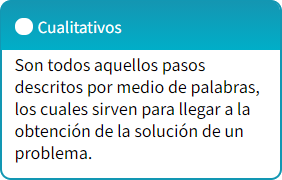 Cualitativos
Son todos aquellos pasos
descritos por medio de palabras,
los cuales sirven para llegar a la
obtención de la solución de un
problema.